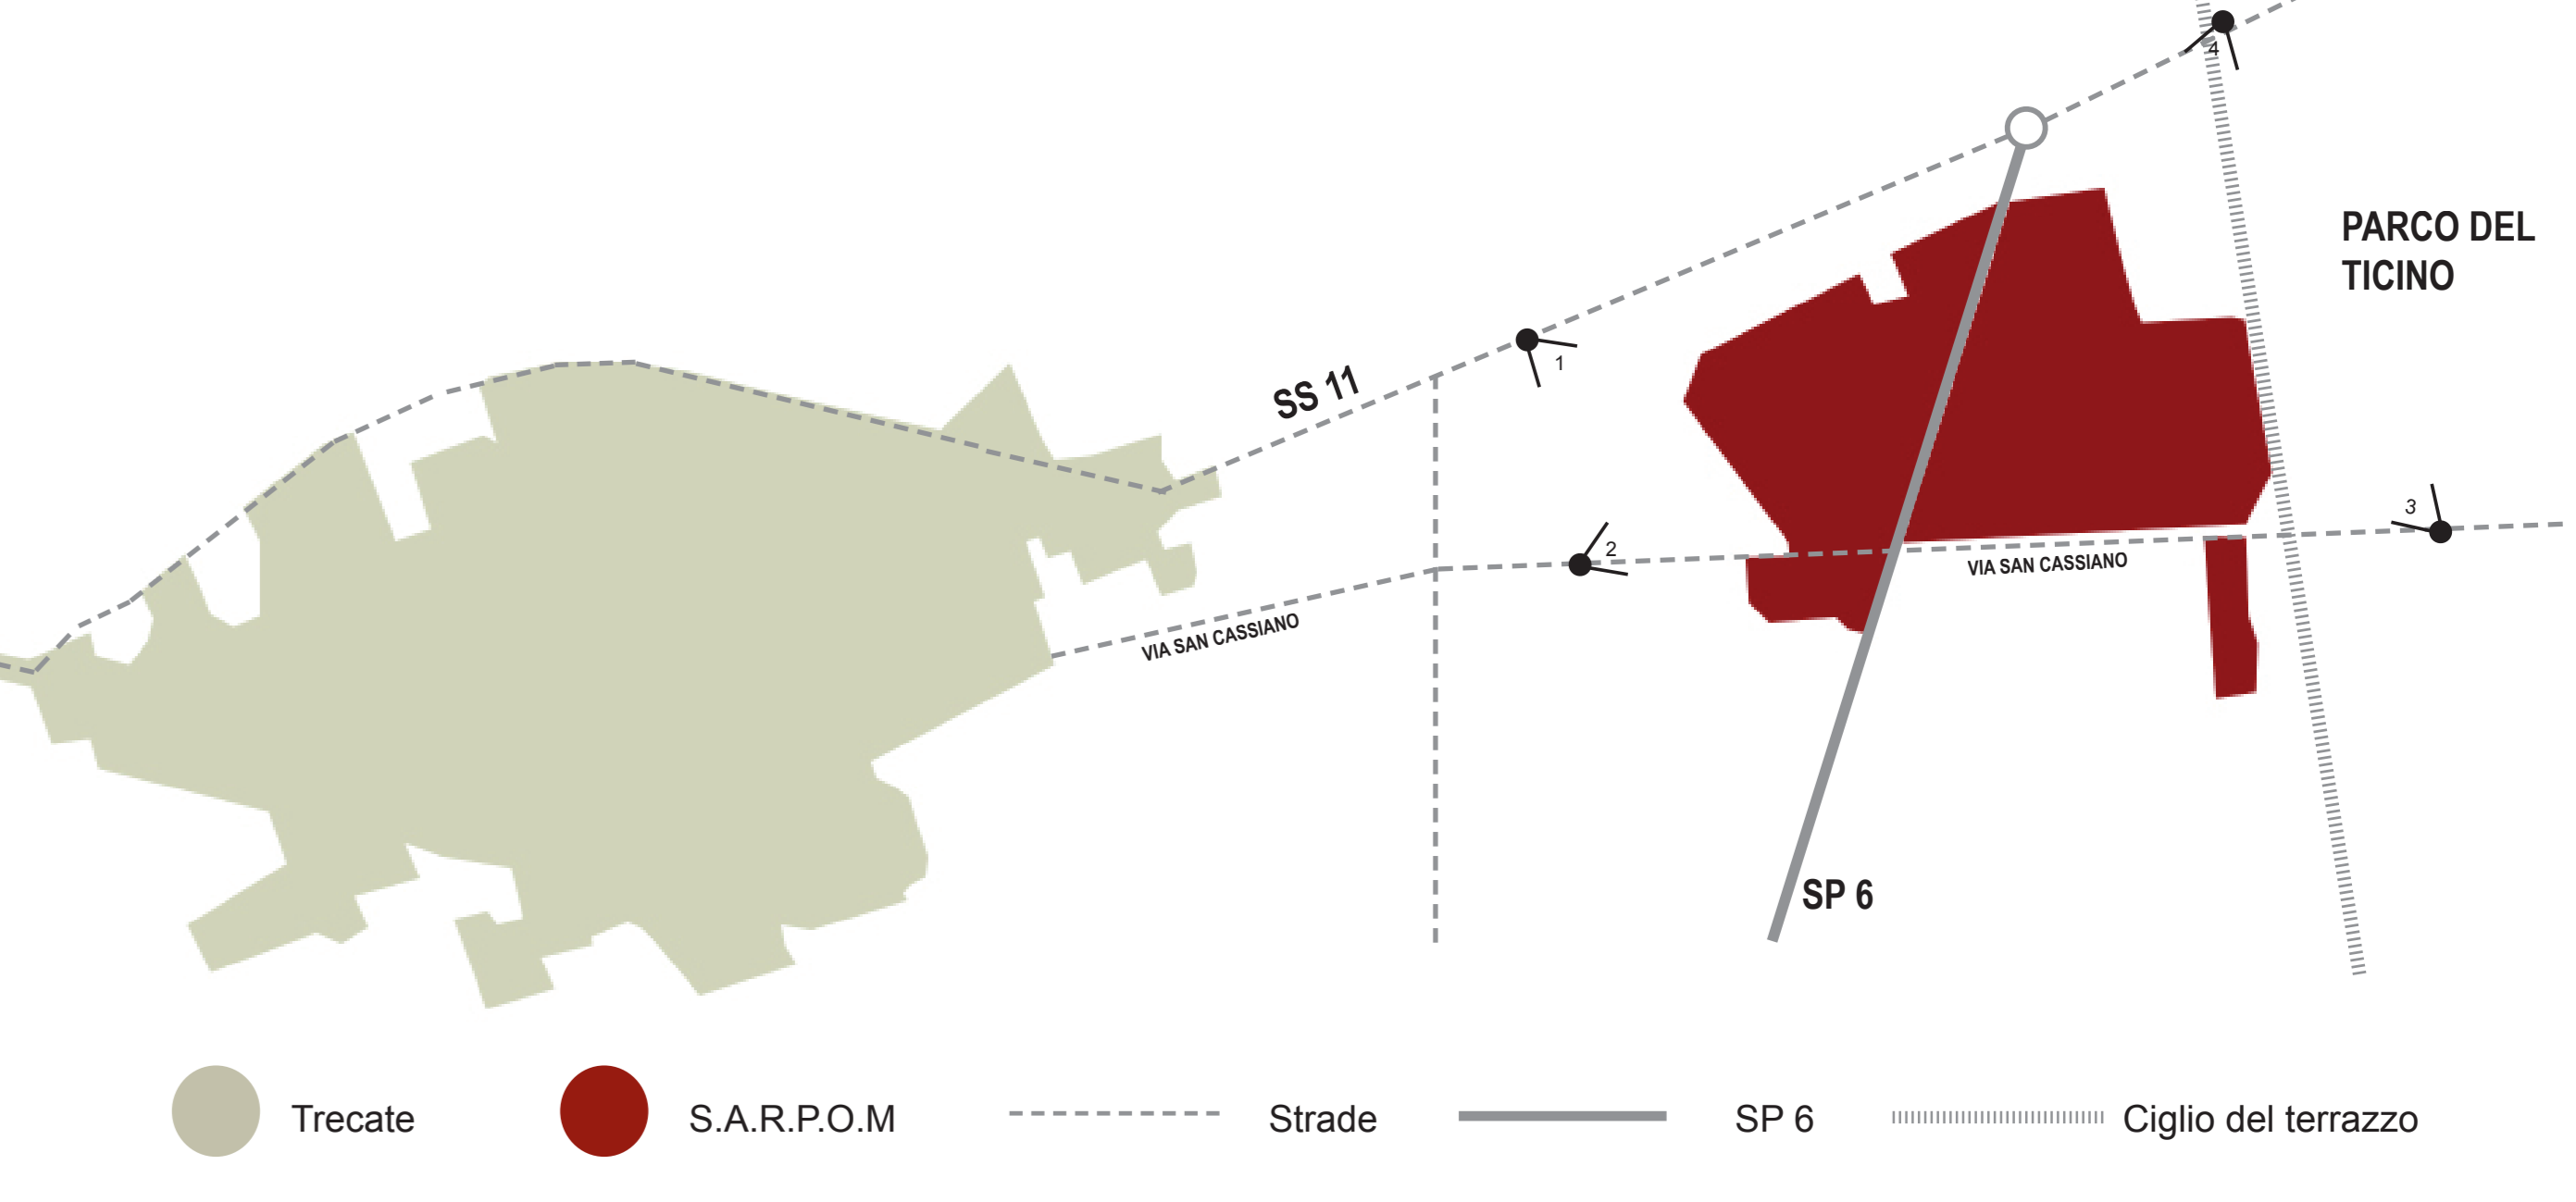 4
PARCO DEL
TICINO
1
SS 11
3
2
VIA SAN CASSIANO
VIA SAN CASSIANO
SP 6
Trecate
S.A.R.P.O.M
Strade
SP 6
Ciglio del terrazzo